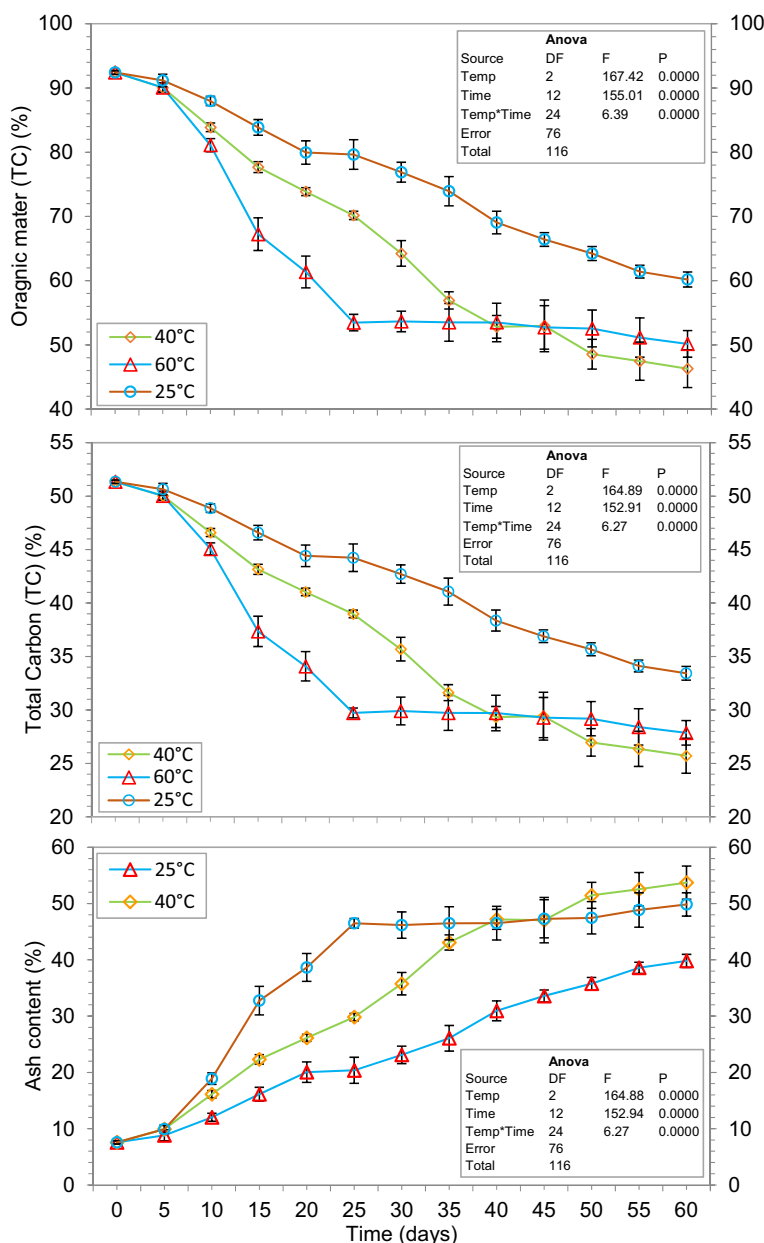 100 100
90 90
80 80
70 70
60 60
50 50
40 40
Oragnic mater (TC) (%)
Anova
Source DF F P
Temp 2 167.42 0.0000
Time 12 155.01 0.0000
Temp*Time 24 6.39 0.0000
Error 76
Total 116
40°C
60°C
25°C
55 55
50 50
45 45
40 40
35 35
30 30
25 25
20 20
Total Carbon (TC) (%)
Anova
Source DF F P
Temp 2 164.89 0.0000
Time 12 152.91 0.0000
Temp*Time 24 6.27 0.0000
Error 76
Total 116
40°C
60°C
25°C
60 60
50 50
40 40
30 30
20 20
10 10
0 0
Ash content (%)
25°C
40°C
Anova
Source DF F P
Temp 2 164.88 0.0000
Time 12 152.94 0.0000
Temp*Time 24 6.27 0.0000
Error 76
Total 116
0 5 10 15 20 25 30 35 40 45 50 55 60
Time (days)